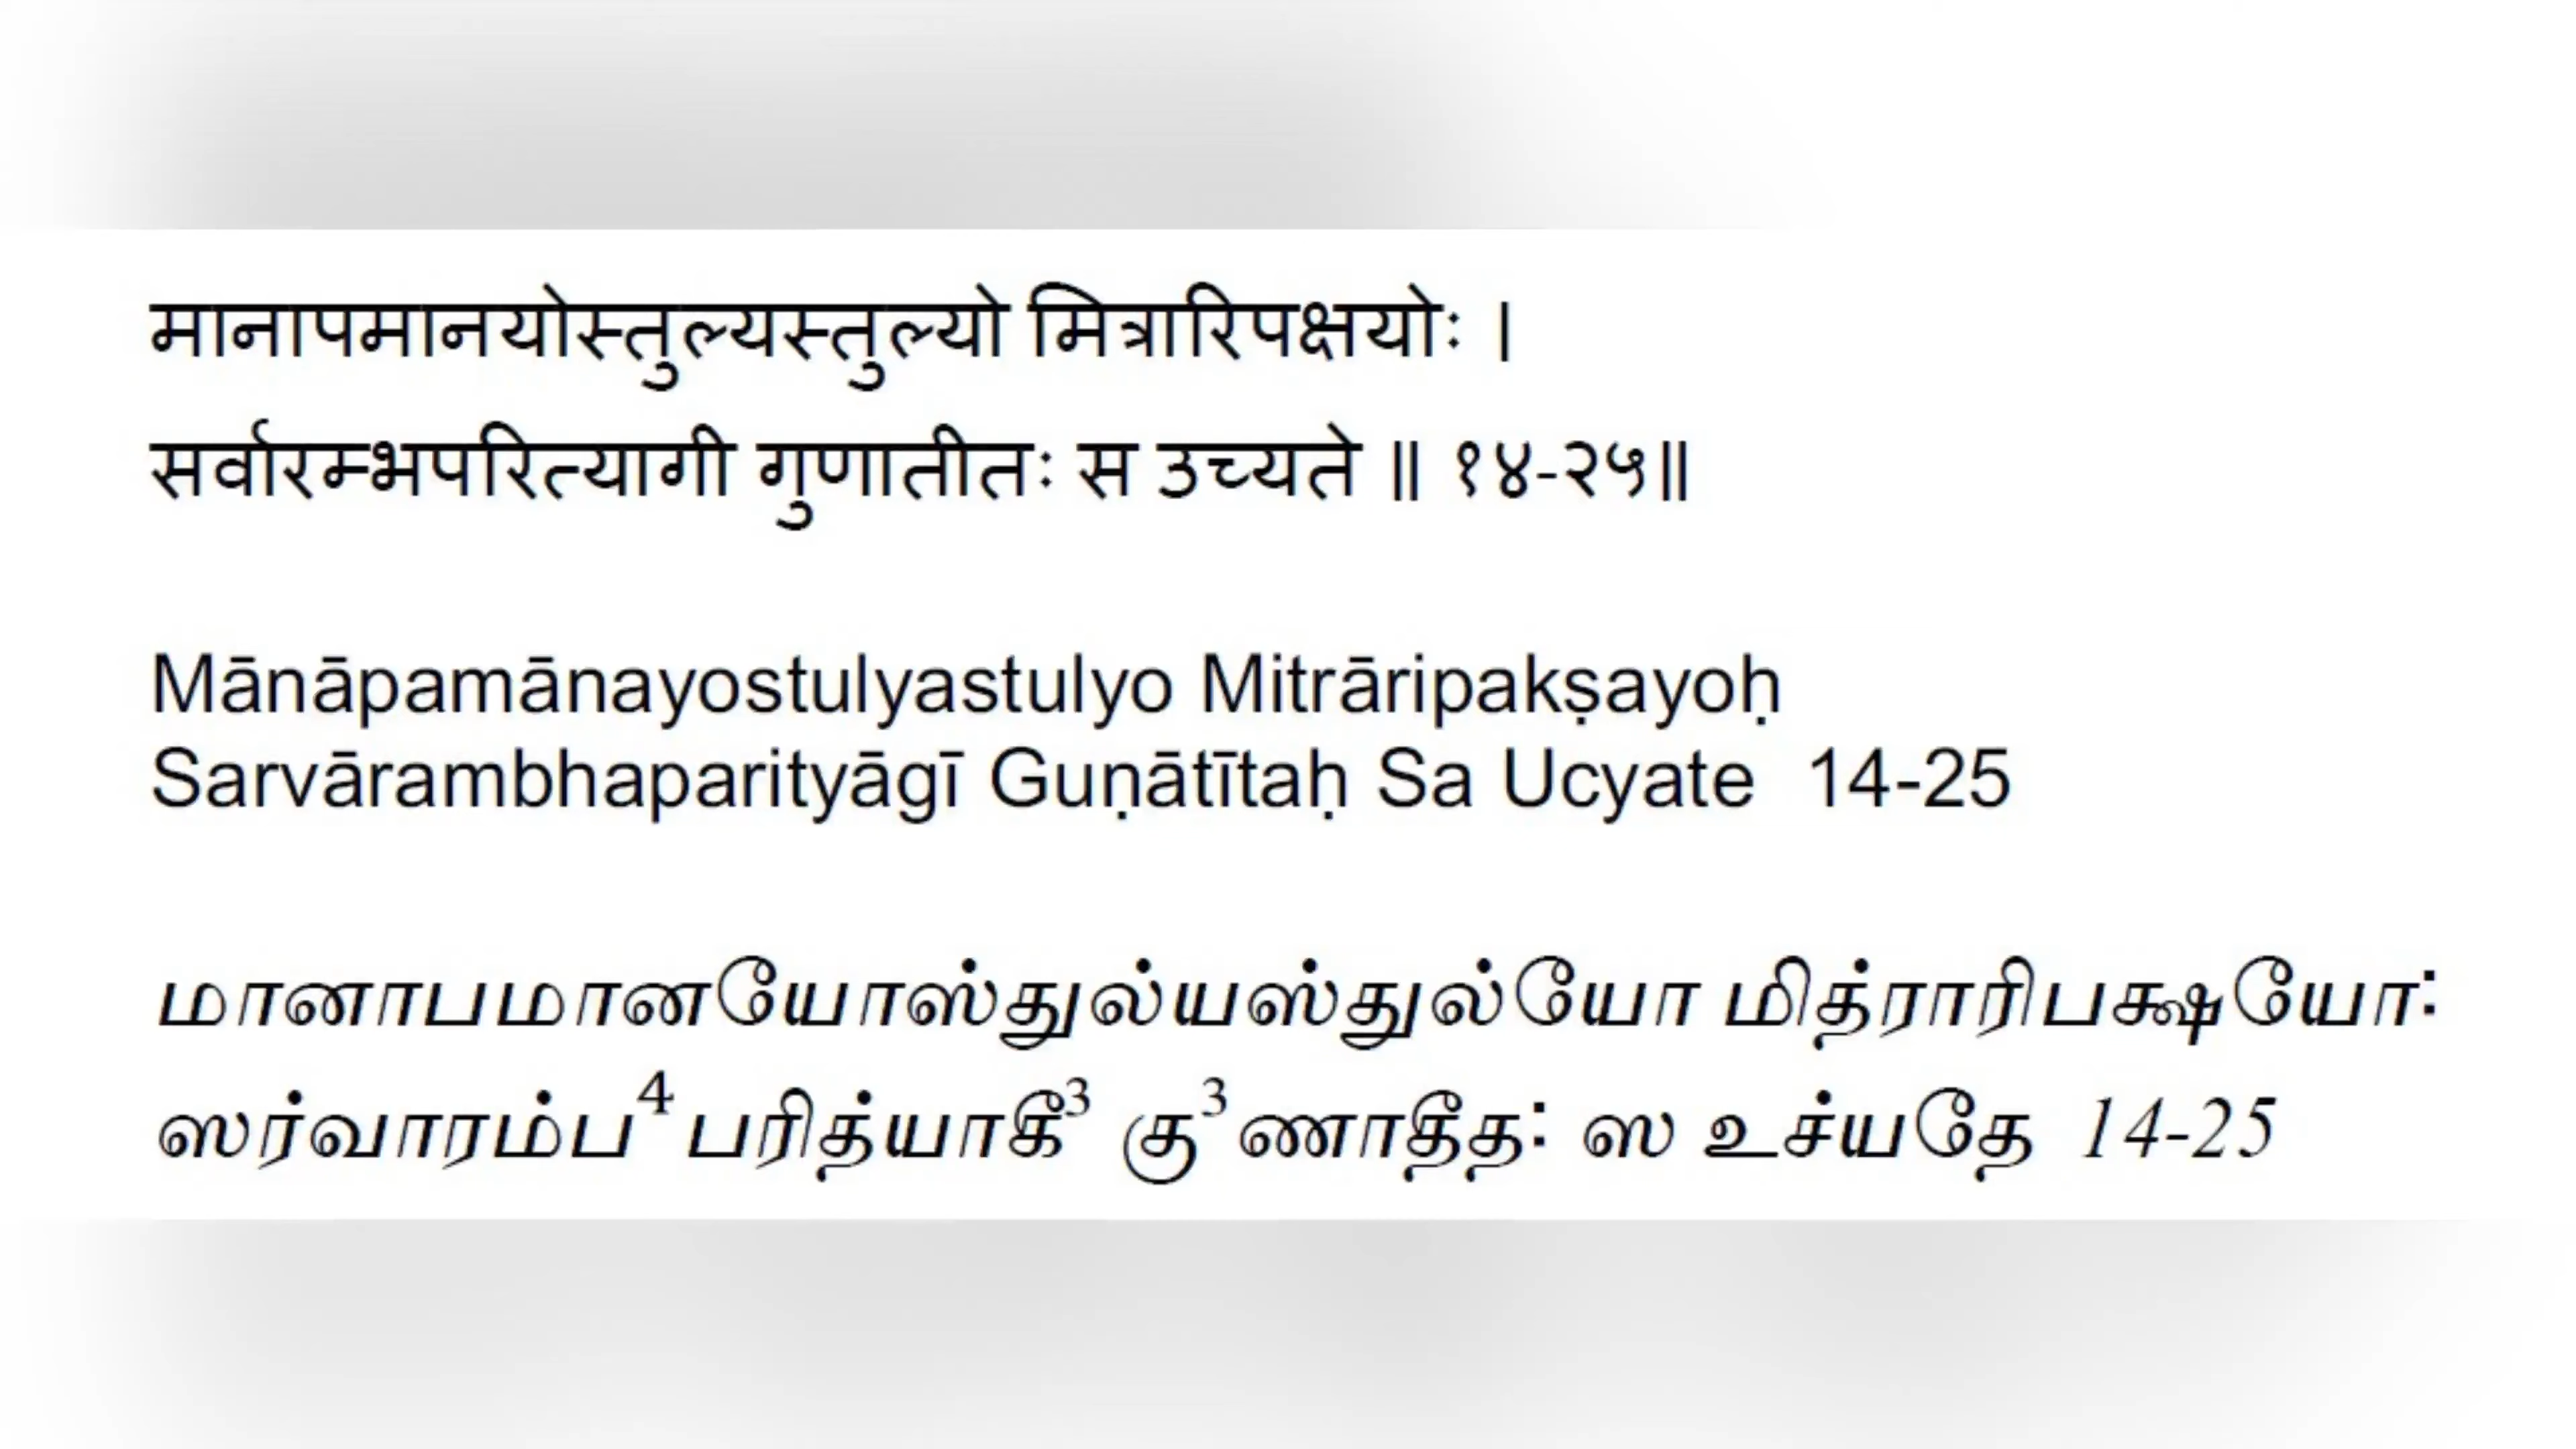 मानापमानयोस्तुल्यस्तुल्यो मित्रारिपक्षयोः ।
सर्वारम्भपरित्यागी गुणातीतः स उच्यते ॥ १४-२५॥
Mānāpamānayostulyastulyo Mitrāripakṣayoḥ
Sarvārambhaparityāgī Guṇātītaḥ Sa Ucyate 14-25
மானாபமானயோஸ்துல்யஸ்துல்யோ மித்ராரிபக்ஷயோ꞉
ஸர்வாரம்ப⁴பரித்யாகீ³ கு³ணாதீத꞉ ஸ உச்யதே 14-25